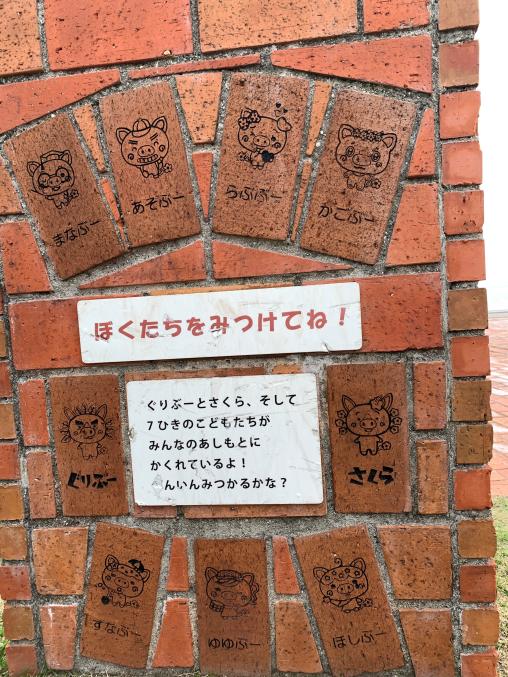 まなぶー
あそぶー
らぶぶー
かごぶー
ぼくたちをみつけてね！
ぐりぶーとさくら、そして
7ひきのこどもたちが
みんなのあしもとに
かくれているよ！
んいんみつかるかな？
ぐりぶー
さくら
すなぶー
ゆゆぶー
ほしぶー